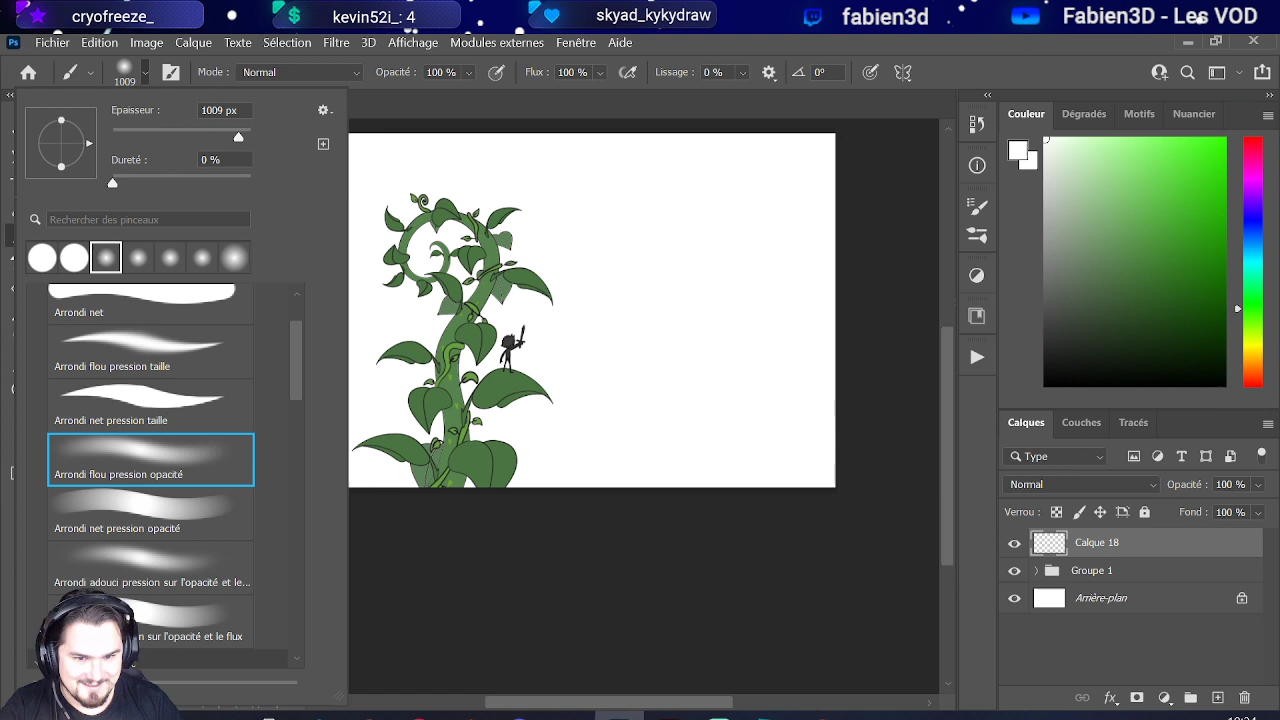 cryofreeze_
kevin52i_: 4
skyad_kykydraw
fabien3d
Fabien3D - Les VOD
Ps Fichier Edition Image Calque Texte Sélection Filtre 3D Affichage Modules externes Fenêtre Aide
1009
Mode : Normal
Opacité : 100 %
Flux : 100 %
Lissage : 0 %
0°
Epaisseur : 1009 px
Dureté : 0 %
Rechercher des pinceaux
Arrondi net
Arrondi flou pression taille
Arrondi net pression taille
Arrondi flou pression opacité
Arrondi net pression opacité
Arrondi adouci pression sur l'opacité et le...
sur l'opacité et le flux
Couleur Dégradés Motifs Nuancier
Calques Couches Tracés
Type
Normal Opacité : 100 %
Verrou : Fond : 100 %
Calque 18
Groupe 1
Arrière-plan
fx